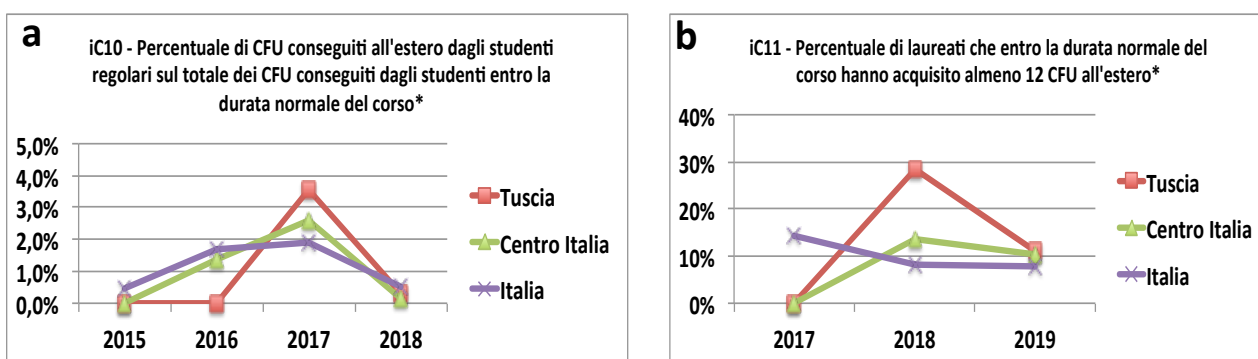 a
iC10 - Percentuale di CFU conseguiti all'estero dagli studenti
regolari sul totale dei CFU conseguiti dagli studenti entro la
durata normale del corso*
5,0%
4,0%
3,0%
2,0%
1,0%
0,0%
2015 2016 2017 2018
Tuscia
Centro Italia
Italia
b
iC11 - Percentuale di laureati che entro la durata normale del
corso hanno acquisito almeno 12 CFU all'estero*
40%
30%
20%
10%
0%
2017 2018 2019
Tuscia
Centro Italia
Italia